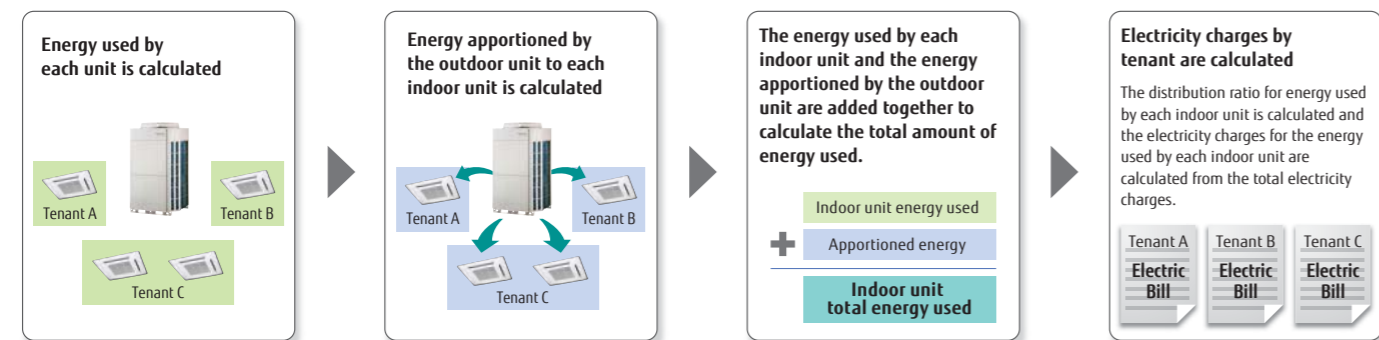 Energy used by
each unit is calculated
Tenant A
Tenant B
Tenant C
Energy apportioned by
the outdoor unit to each
indoor unit is calculated
Tenant A
Tenant B
Tenant C
The energy used by each
indoor unit and the energy
apportioned by the outdoor
unit are added together to
calculate the total amount of
energy used.
Indoor unit energy used
+ Apportioned energy
Indoor unit
total energy used
Electricity charges by
tenant are calculated
The distribution ratio for energy used
by each indoor unit is calculated and
the electricity charges for the energy
used by each indoor unit are
calculated from the total electricity
charges.
Tenant A
Electric
Bill
Tenant B
Electric
Bill
Tenant C
Electric
Bill